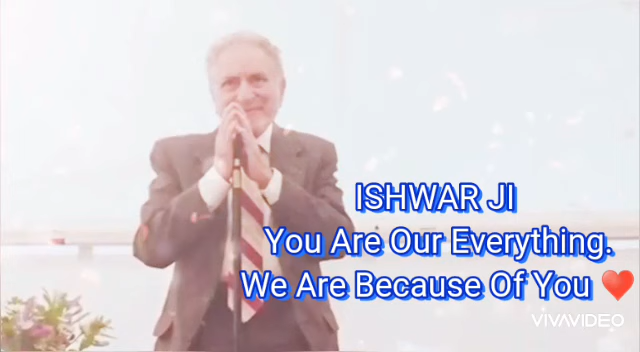 ISHWAR JI
You Are Our Everything.
We Are Because Of You ❤️
VIVAVIDEO